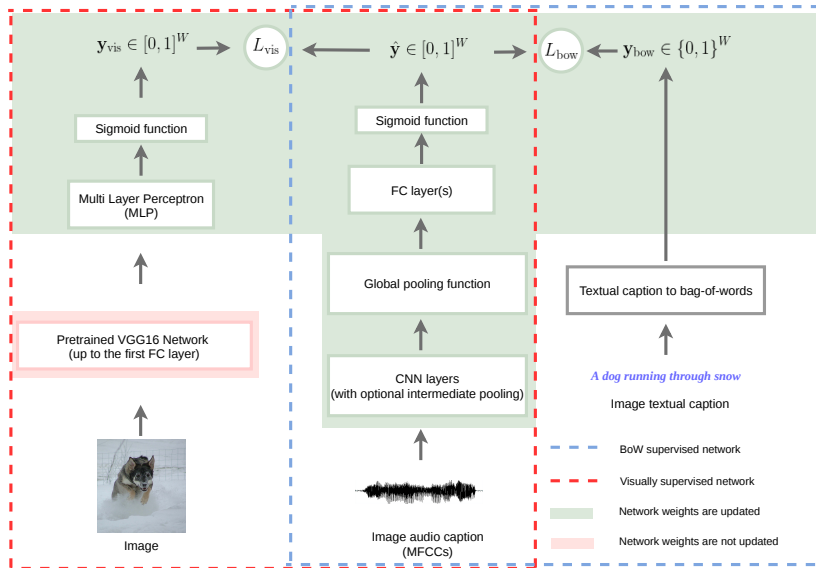 y_vis ∈ [0, 1]^W
L_vis
ŷ ∈ [0, 1]^W
L_bow
y_bow ∈ {0, 1}^W
Sigmoid function
Sigmoid function
Multi Layer Perceptron
(MLP)
FC layer(s)
Global pooling function
Textual caption to bag-of-words
Pretrained VGG16 Network
(up to the first FC layer)
CNN layers
(with optional intermediate pooling)
A dog running through snow
Image textual caption
Image
Image audio caption
(MFCCs)
BoW supervised network
Visually supervised network
Network weights are updated
Network weights are not updated